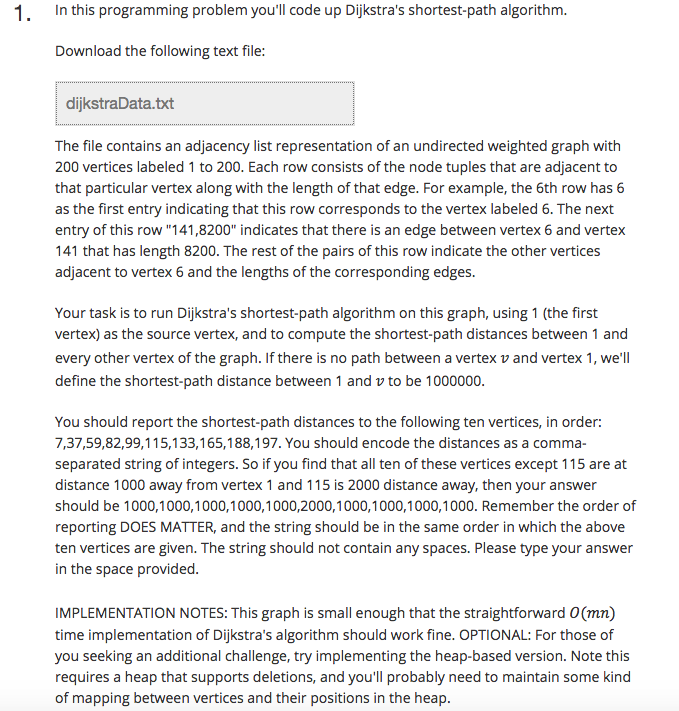 1. In this programming problem you'll code up Dijkstra's shortest-path algorithm.
Download the following text file:
dijkstraData.txt
The file contains an adjacency list representation of an undirected weighted graph with
200 vertices labeled 1 to 200. Each row consists of the node tuples that are adjacent to
that particular vertex along with the length of that edge. For example, the 6th row has 6
as the first entry indicating that this row corresponds to the vertex labeled 6. The next
entry of this row "141,8200" indicates that there is an edge between vertex 6 and vertex
141 that has length 8200. The rest of the pairs of this row indicate the other vertices
adjacent to vertex 6 and the lengths of the corresponding edges.
Your task is to run Dijkstra's shortest-path algorithm on this graph, using 1 (the first
vertex) as the source vertex, and to compute the shortest-path distances between 1 and
every other vertex of the graph. If there is no path between a vertex v and vertex 1, we'll
define the shortest-path distance between 1 and v to be 1000000.
You should report the shortest-path distances to the following ten vertices, in order:
7,37,59,82,99,115,133,165,188,197. You should encode the distances as a comma-
separated string of integers. So if you find that all ten of these vertices except 115 are at
distance 1000 away from vertex 1 and 115 is 2000 distance away, then your answer
should be 1000,1000,1000,1000,1000,2000,1000,1000,1000,1000. Remember the order of
reporting DOES MATTER, and the string should be in the same order in which the above
ten vertices are given. The string should not contain any spaces. Please type your answer
in the space provided.
IMPLEMENTATION NOTES: This graph is small enough that the straightforward O(mn)
time implementation of Dijkstra's algorithm should work fine. OPTIONAL: For those of
you seeking an additional challenge, try implementing the heap-based version. Note this
requires a heap that supports deletions, and you'll probably need to maintain some kind
of mapping between vertices and their positions in the heap.